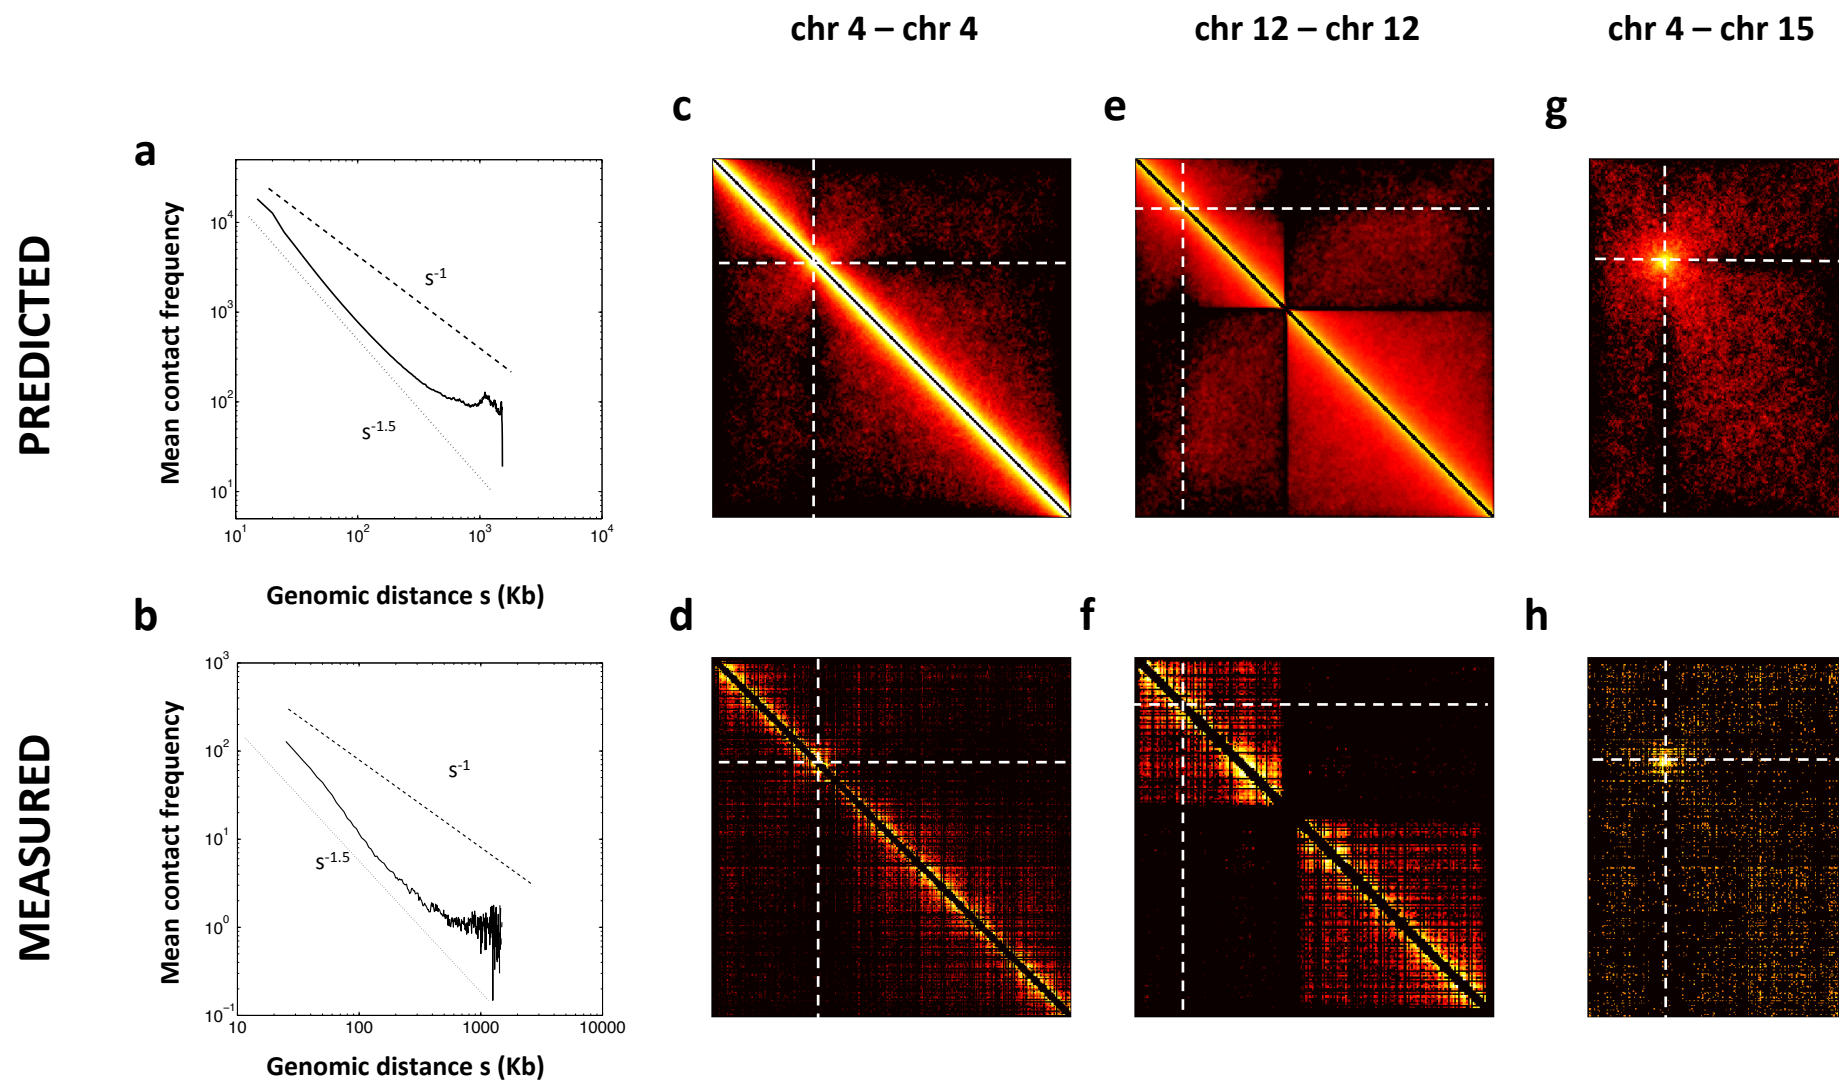 chr 4 – chr 4
chr 12 – chr 12
chr 4 – chr 15
PREDICTED
a
Mean contact frequency
10^4
10^3
10^2
10^1
s^-1
s^-1.5
10^1
10^2
10^3
10^4
Genomic distance s (Kb)
c
e
g
MEASURED
b
Mean contact frequency
10^3
10^2
10^1
10^0
10^-1
s^-1
s^-1.5
10
100
1000
10000
Genomic distance s (Kb)
d
f
h